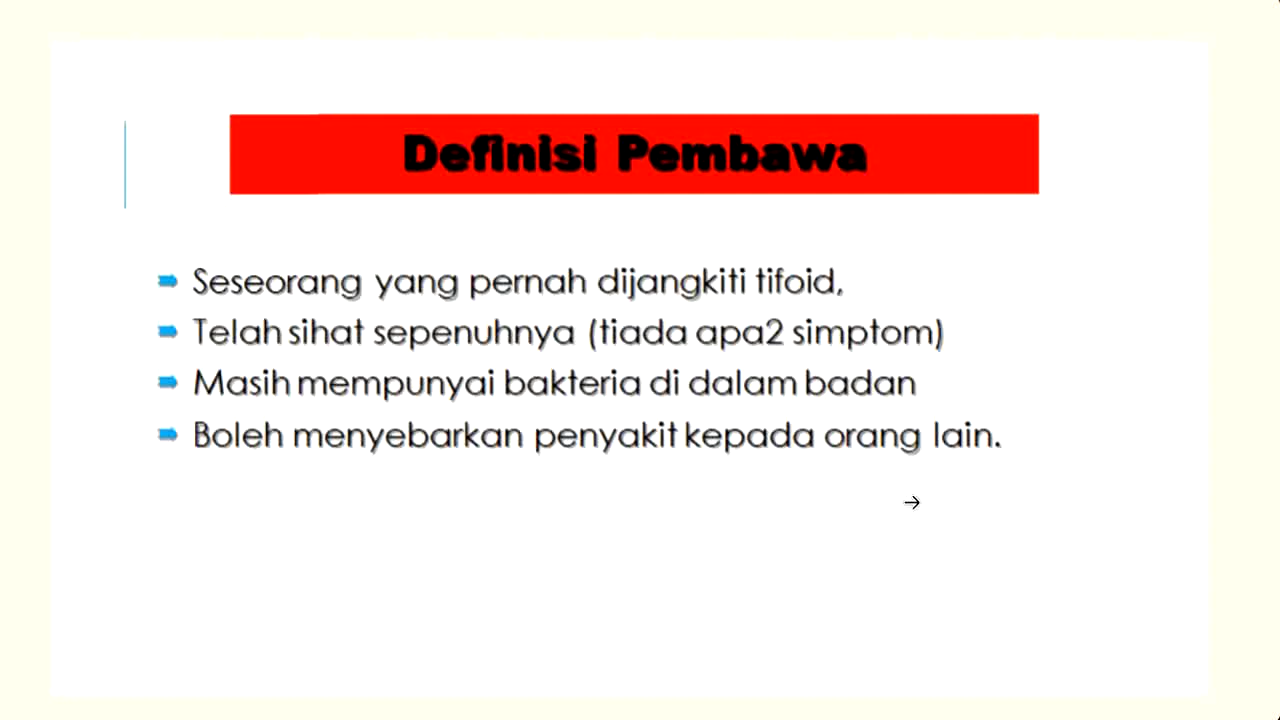 Definisi Pembawa
Seseorang yang pernah dijangkiti tifoid,
Telah sihat sepenuhnya (tiada apa2 simptom)
Masih mempunyai bakteria di dalam badan
Boleh menyebarkan penyakit kepada orang lain.